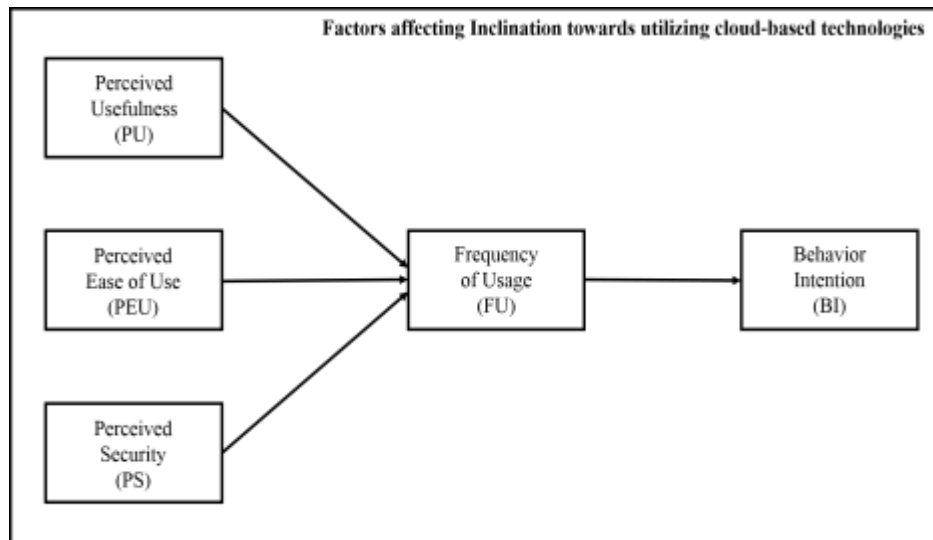 Factors affecting Inclination towards utilizing cloud-based technologies
Perceived
Usefulness
(PU)
Perceived
Ease of Use
(PEU)
Perceived
Security
(PS)
Frequency
of Usage
(FU)
Behavior
Intention
(BI)